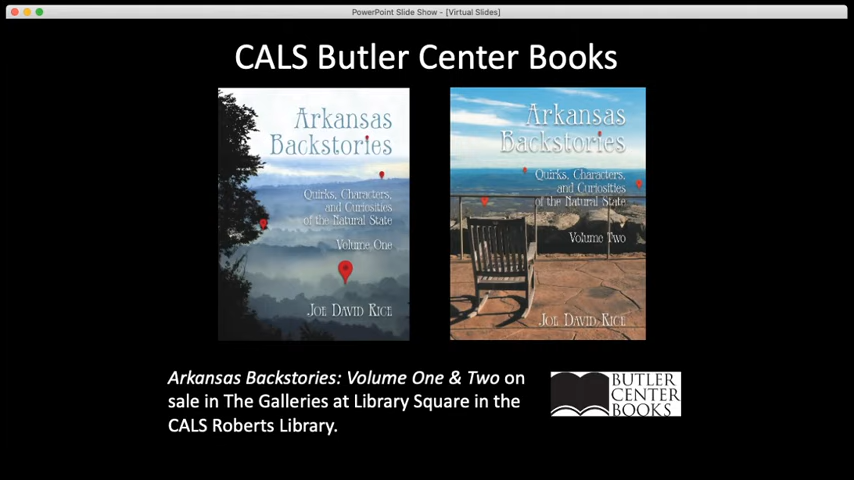 PowerPoint Slide Show - [Virtual Slides]
CALS Butler Center Books
Arkansas
Backstories
Quirks, Characters,
and Curiosities
of the Natural State
Volume One
Joe David Rice
Arkansas
Backstories
Quirks, Characters,
and Curiosities
of the Natural State
Volume Two
Joe David Rice
Arkansas Backstories: Volume One & Two on
sale in The Galleries at Library Square in the
CALS Roberts Library.
BUTLER
CENTER
BOOKS